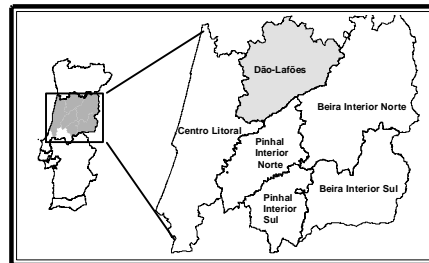 Dão-Lafões
Beira Interior Norte
Centro Litoral
Pinhal
Interior
Norte
Pinhal
Interior
Sul
Beira Interior Sul